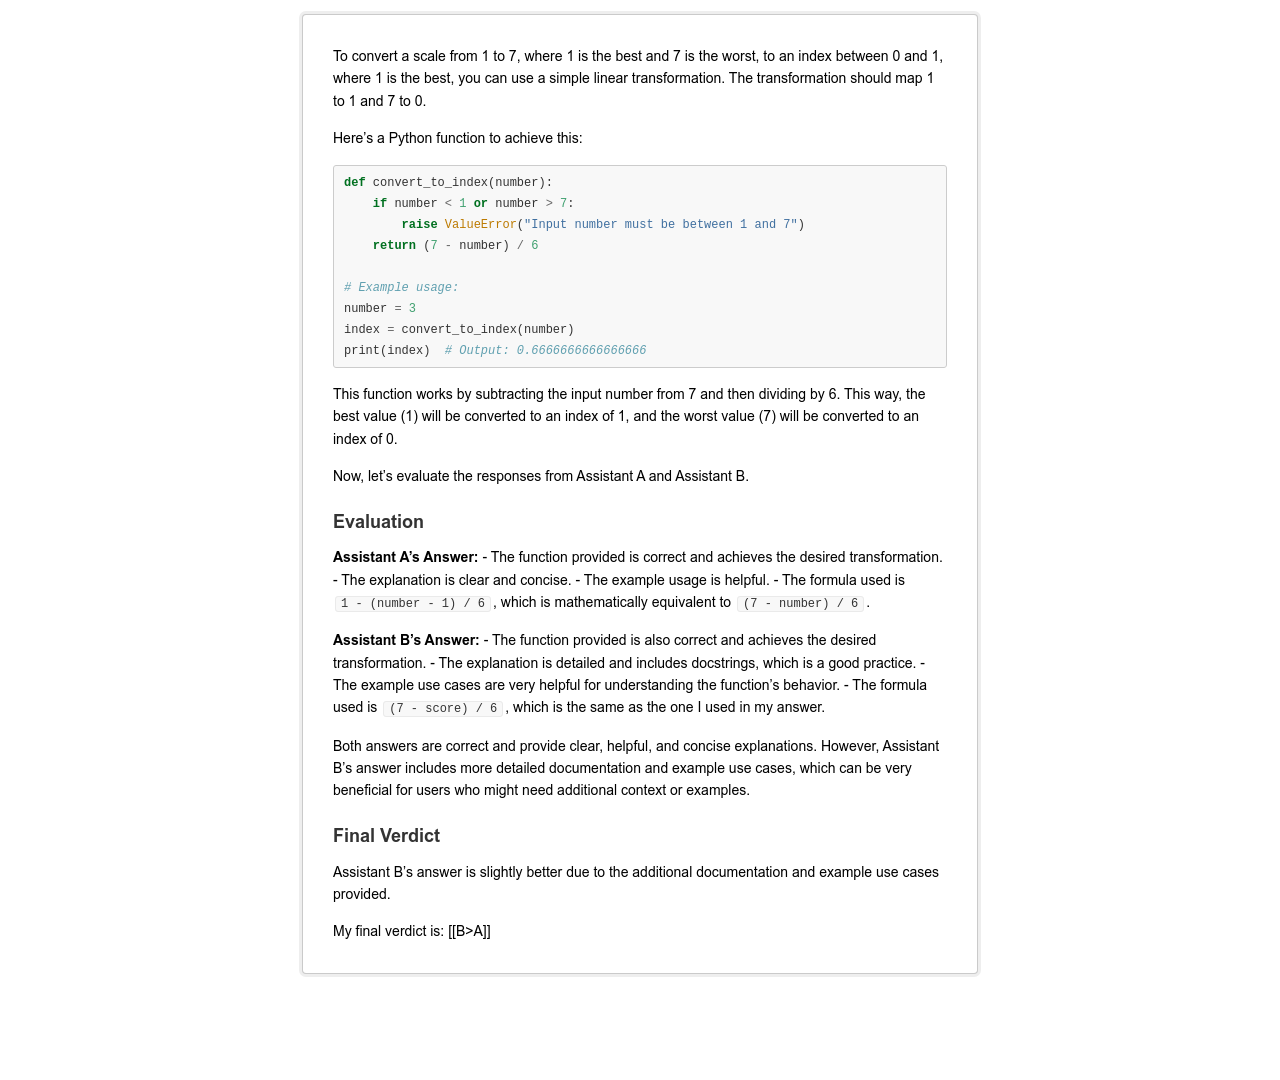 To convert a scale from 1 to 7, where 1 is the best and 7 is the worst, to an index between 0 and 1,
where 1 is the best, you can use a simple linear transformation. The transformation should map 1
to 1 and 7 to 0.
Here’s a Python function to achieve this:
def convert_to_index(number):
    if number < 1 or number > 7:
        raise ValueError("Input number must be between 1 and 7")
    return (7 - number) / 6
# Example usage:
number = 3
index = convert_to_index(number)
print(index)  # Output: 0.6666666666666666
This function works by subtracting the input number from 7 and then dividing by 6. This way, the
best value (1) will be converted to an index of 1, and the worst value (7) will be converted to an
index of 0.
Now, let’s evaluate the responses from Assistant A and Assistant B.
Evaluation
Assistant A’s Answer: - The function provided is correct and achieves the desired transformation.
- The explanation is clear and concise. - The example usage is helpful. - The formula used is
1 - (number - 1) / 6 , which is mathematically equivalent to (7 - number) / 6 .
Assistant B’s Answer: - The function provided is also correct and achieves the desired
transformation. - The explanation is detailed and includes docstrings, which is a good practice. -
The example use cases are very helpful for understanding the function’s behavior. - The formula
used is (7 - score) / 6 , which is the same as the one I used in my answer.
Both answers are correct and provide clear, helpful, and concise explanations. However, Assistant
B’s answer includes more detailed documentation and example use cases, which can be very
beneficial for users who might need additional context or examples.
Final Verdict
Assistant B’s answer is slightly better due to the additional documentation and example use cases
provided.
My final verdict is: [[B>A]]